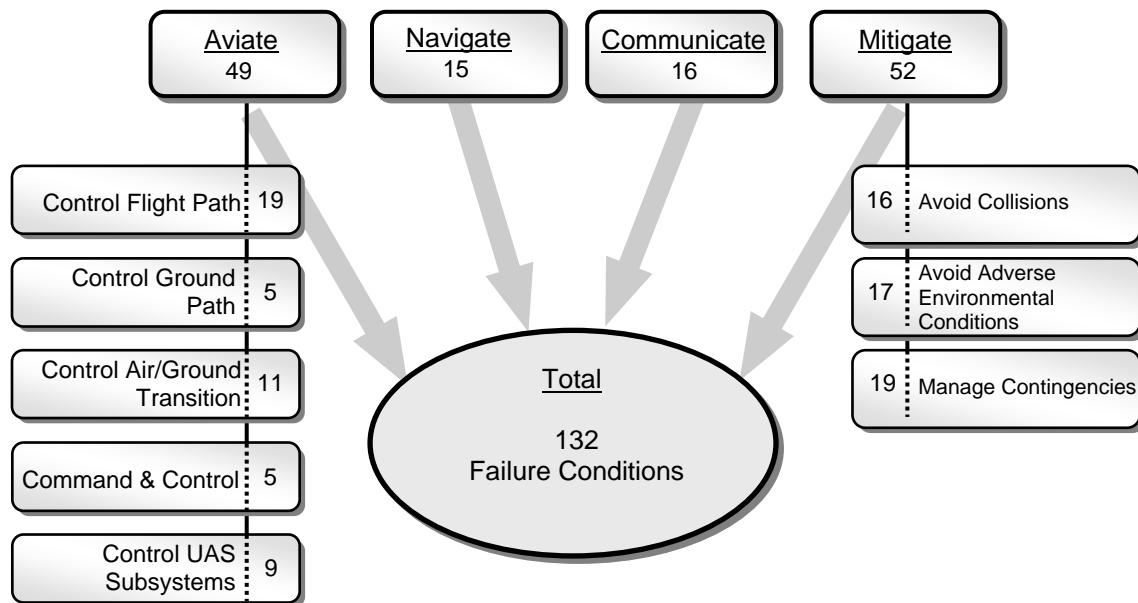 Aviate
49
Navigate
15
Communicate
16
Mitigate
52
Control Flight Path 19
Control Ground
Path
5
Control Air/Ground
Transition
11
Command & Control 5
Control UAS
Subsystems
9
16 Avoid Collisions
17
Avoid Adverse
Environmental
Conditions
19 Manage Contingencies
Total
132
Failure Conditions